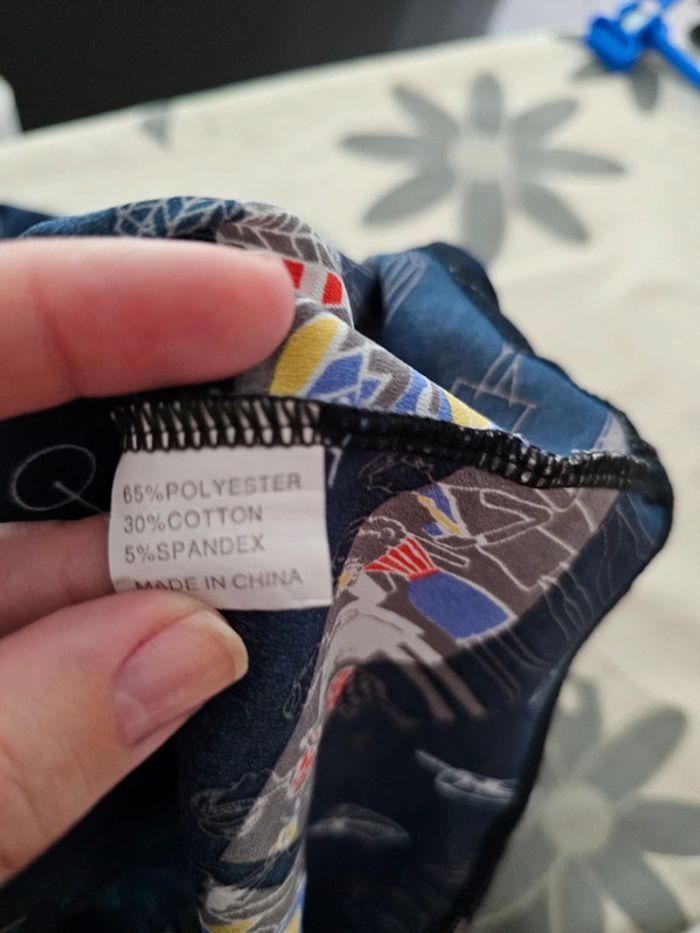 65%POLYESTER
30%COTTON
5%SPANDEX
MADE IN CHINA